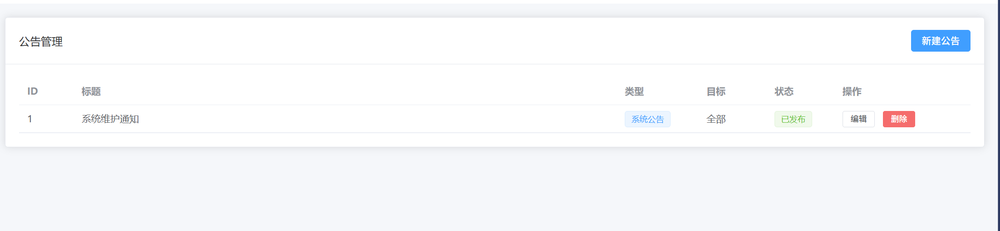 公告管理 新建公告
ID 标题 类型 目标 状态 操作
1 系统维护通知 系统公告 全部 已发布 编辑 删除